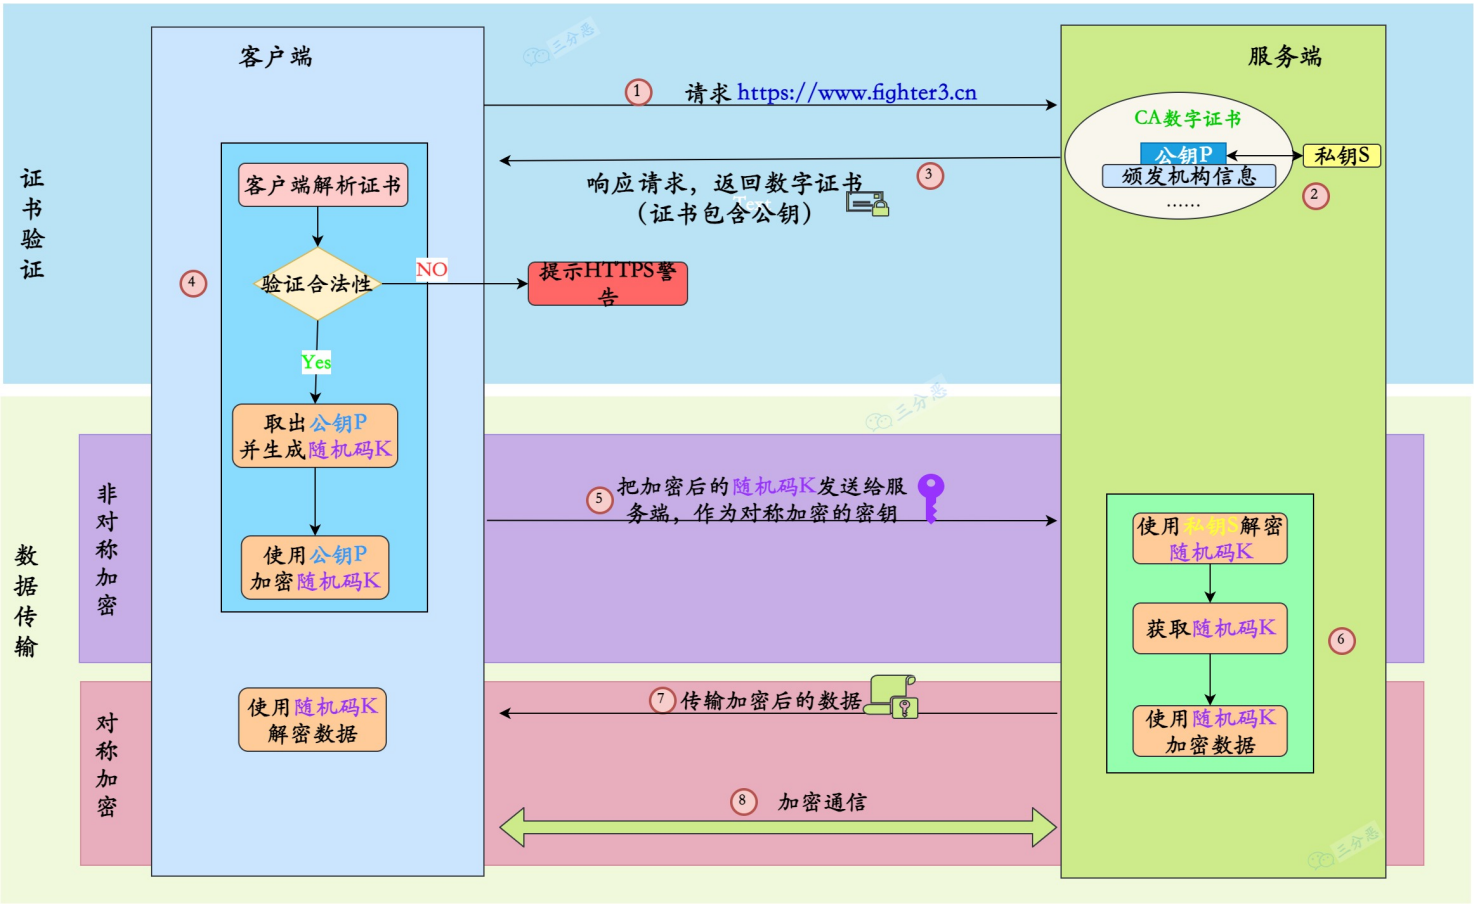 三分恶
客户端
服务端
① 请求 https://www.fighter3.cn
CA数字证书
公钥P
私钥S
颁发机构信息
......
②
③
响应请求，返回数字证书
Text
（证书包含公钥）
证书验证
客户端解析证书
④
验证合法性
NO
提示HTTPS警
告
Yes
三分恶
取出公钥P
并生成随机码K
数据传输
非对称加密
⑤ 把加密后的随机码K发送给服
务端，作为对称加密的密钥
使用公钥P
加密随机码K
使用私钥S解密
随机码K
获取随机码K
⑥
使用随机码K
加密数据
对称加密
使用随机码K
解密数据
⑦ 传输加密后的数据
⑧ 加密通信
三分恶